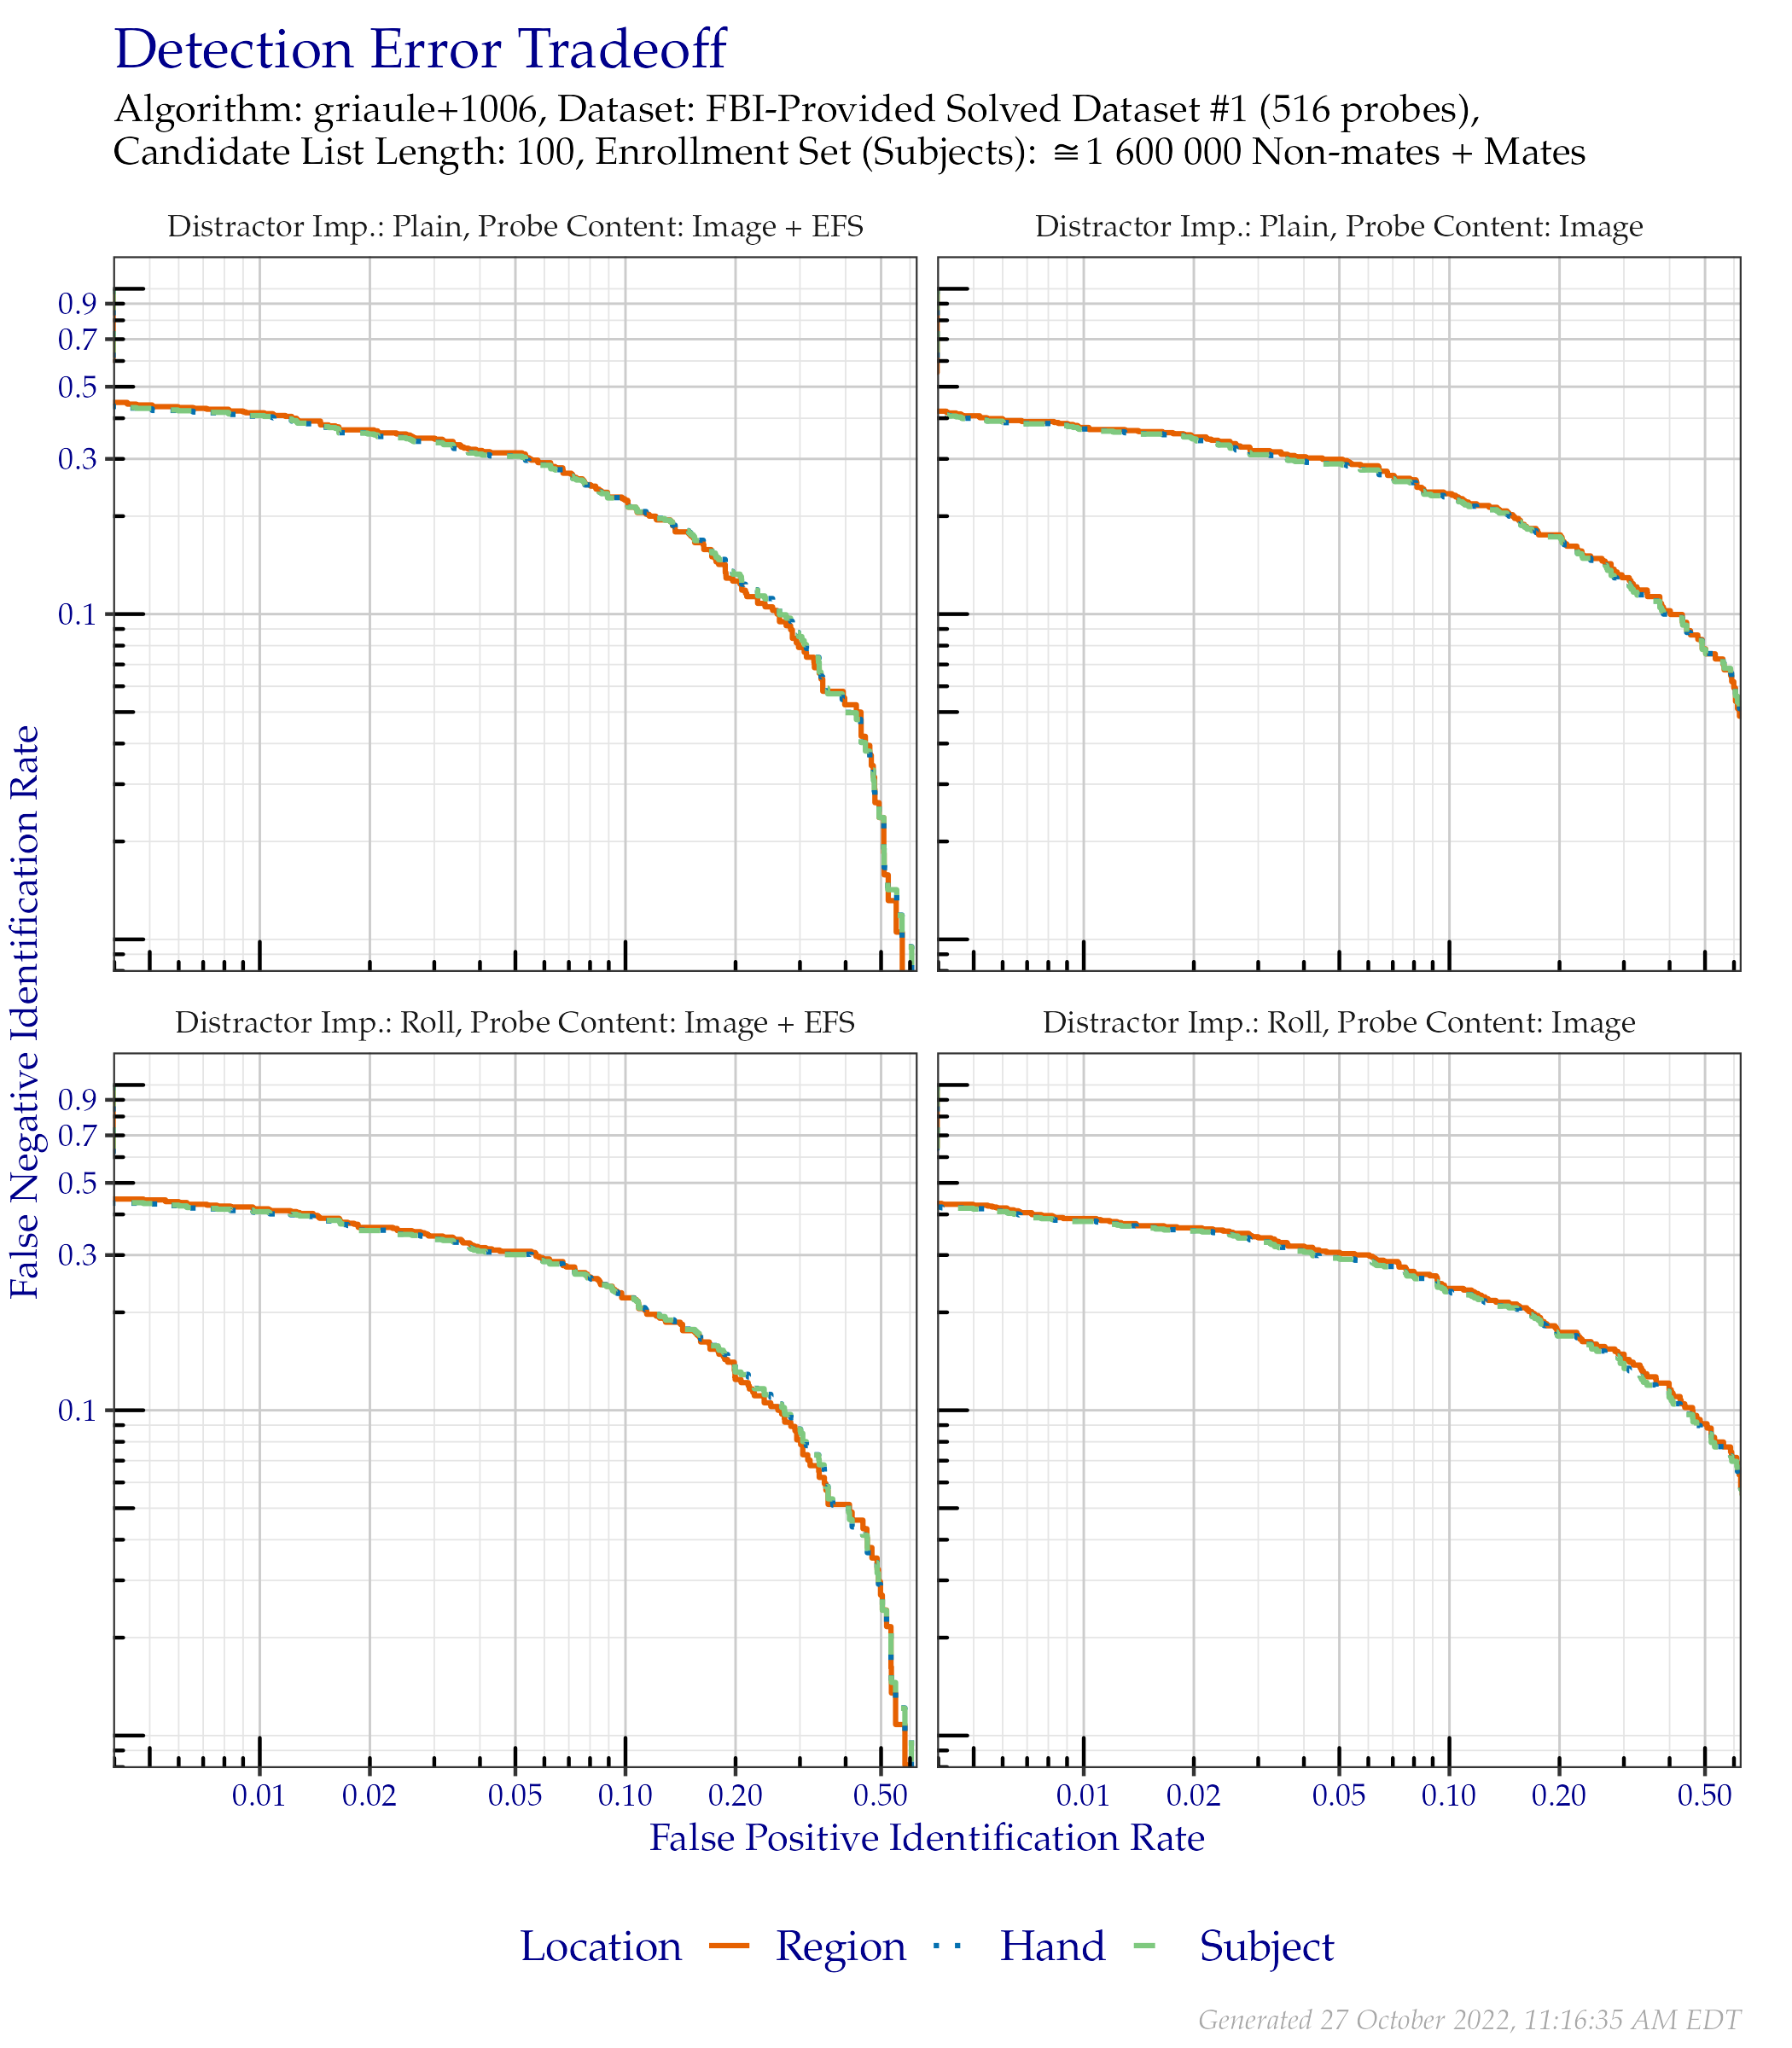 Detection Error Tradeoff
Algorithm: griaule+1006, Dataset: FBI-Provided Solved Dataset #1 (516 probes),
Candidate List Length: 100, Enrollment Set (Subjects): ≅1 600 000 Non-mates + Mates
Distractor Imp.: Plain, Probe Content: Image + EFS
Distractor Imp.: Plain, Probe Content: Image
0.9
0.7
0.5
0.3
0.1
False Negative Identification Rate
Distractor Imp.: Roll, Probe Content: Image + EFS
Distractor Imp.: Roll, Probe Content: Image
0.9
0.7
0.5
0.3
0.1
0.01 0.02 0.05 0.10 0.20 0.50
0.01 0.02 0.05 0.10 0.20 0.50
False Positive Identification Rate
Location Region Hand Subject
Generated 27 October 2022, 11:16:35 AM EDT